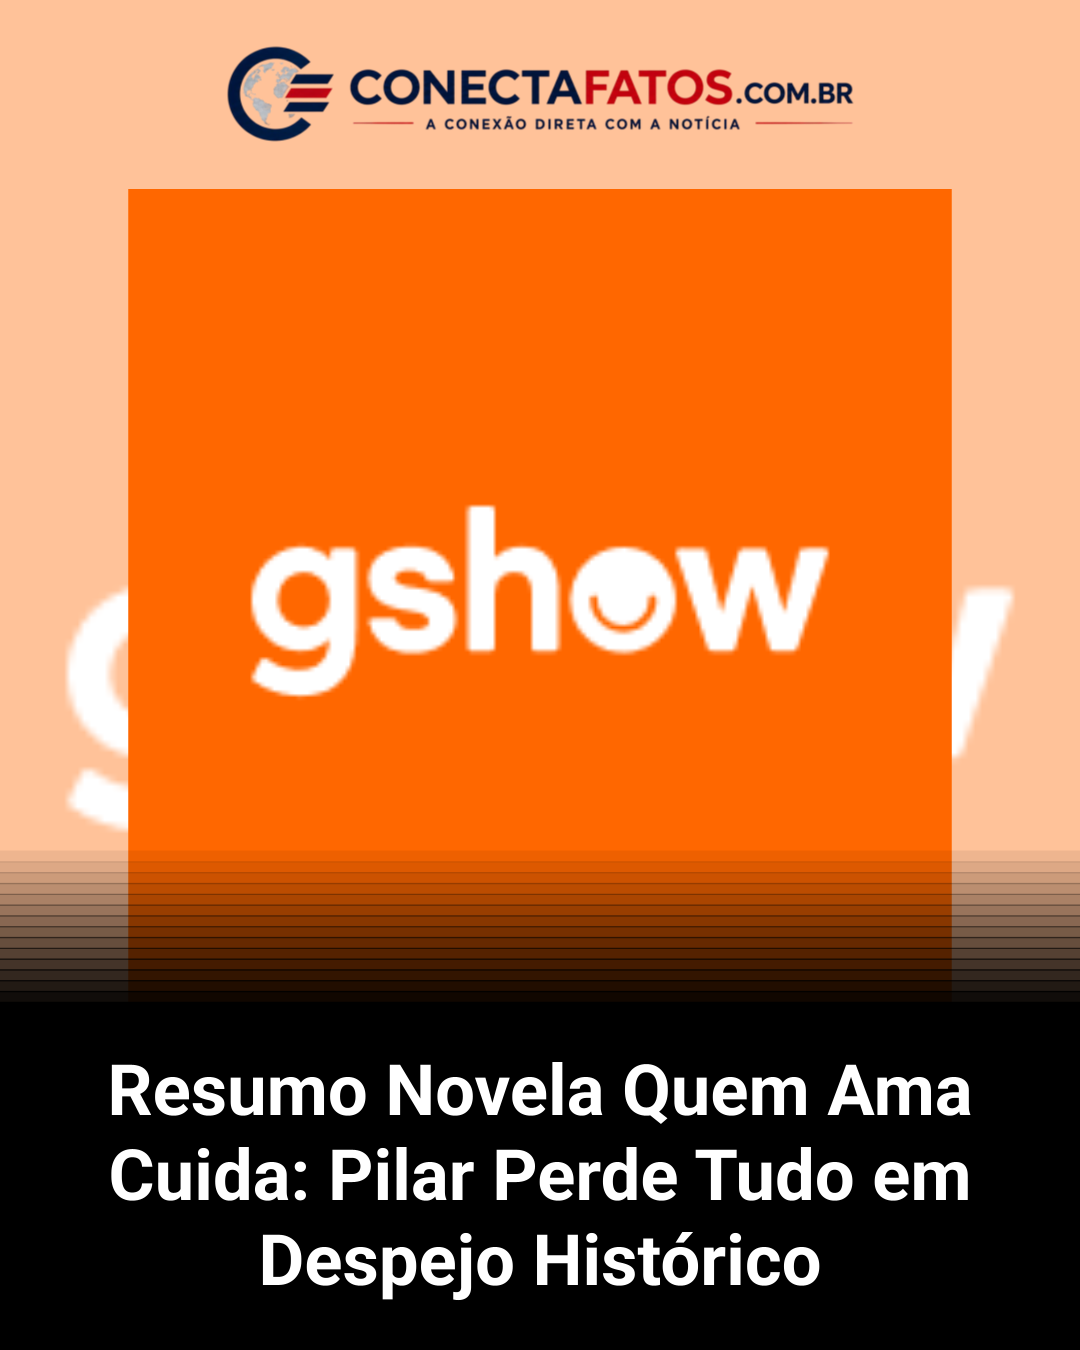 CONECTAFATOS.COM.BR
A CONEXÃO DIRETA COM A NOTÍCIA
gshow
Resumo Novela Quem Ama
Cuida: Pilar Perde Tudo em
Despejo Histórico